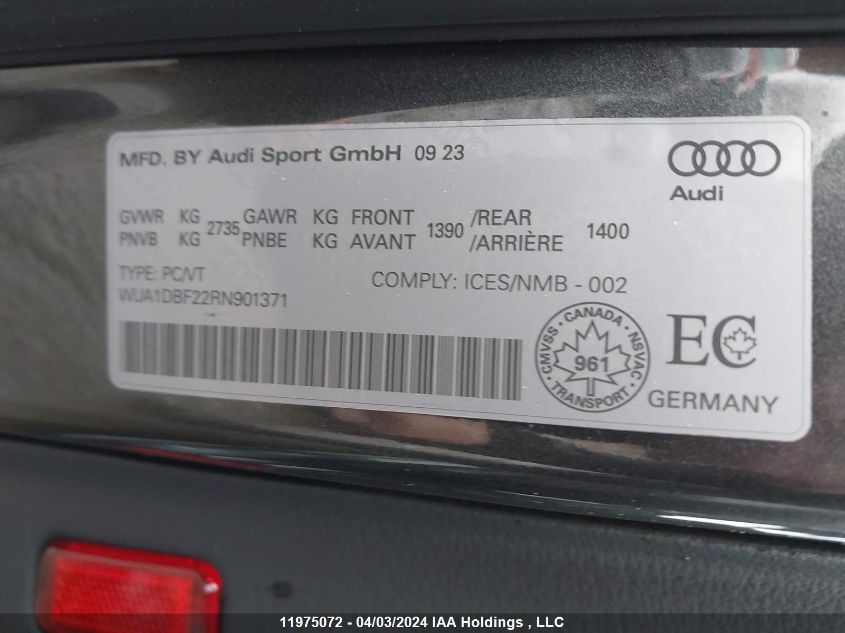 MFD. BY Audi Sport GmbH 09 23
Audi
GVWR KG 2735 GAWR KG FRONT 1390 /REAR 1400
PNVB KG PNBE KG AVANT /ARRIÈRE
TYPE: PC/VT
COMPLY: ICES/NMB - 002
WUA1DBF22RN901371
CMVSS • CANADA • NSVAC • TRANSPORT •
961
EC
GERMANY
11975072 - 04/03/2024 IAA Holdings , LLC